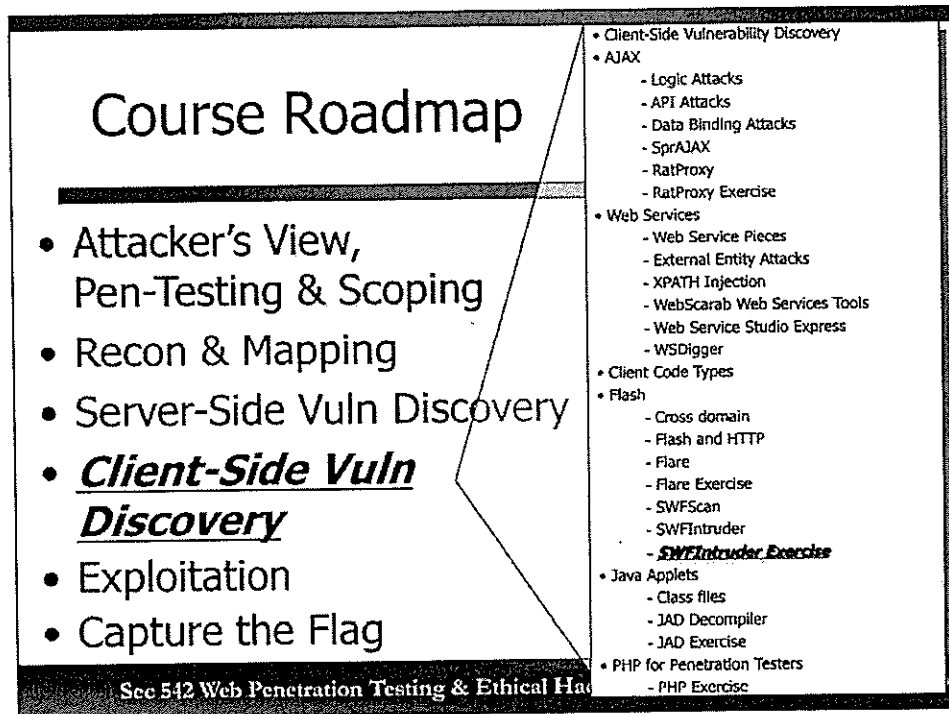 Course Roadmap
• Attacker's View,
Pen-Testing & Scoping
• Recon & Mapping
• Server-Side Vuln Discovery
• Client-Side Vuln
Discovery
• Exploitation
• Capture the Flag
• Client-Side Vulnerability Discovery
• AJAX
- Logic Attacks
- API Attacks
- Data Binding Attacks
- SprAJAX
- RatProxy
- RatProxy Exercise
• Web Services
- Web Service Pieces
- External Entity Attacks
- XPATH Injection
- WebScarab Web Services Tools
- Web Service Studio Express
- WSDigger
• Client Code Types
• Flash
- Cross domain
- Flash and HTTP
- Flare
- Flare Exercise
- SWFScan
- SWFIntruder
- SWFIntruder Exercise
• Java Applets
- Class files
- JAD Decompiler
- JAD Exercise
• PHP for Penetration Testers
- PHP Exercise
Sec 542 Web Penetration Testing & Ethical Hac